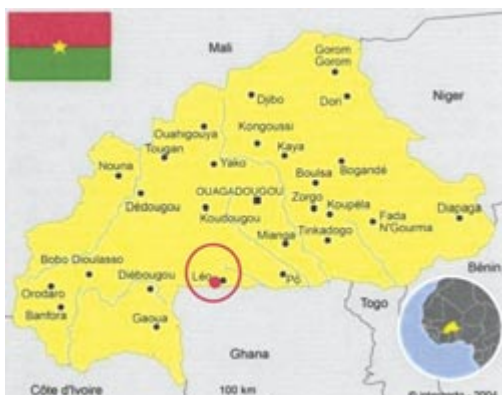 Mali
Gorom
Gorom
Niger
Djibo
Dori
Ouahigouya
Kongoussi
Tougan
Kaya
Nouna
Yako
Boulsa
Bogandé
OUAGADOUGOU
Zorgo
Dédougou
Koudougou
Koupéla
Diapaga
Fada
N'Gourma
Mianga
Tinkadogo
Bobo Dioulasso
Diébougou
Léo
Pô
Bénin
Orodaro
Banfora
Togo
Gaoua
Ghana
Côte d'Ivoire
100 km
2004